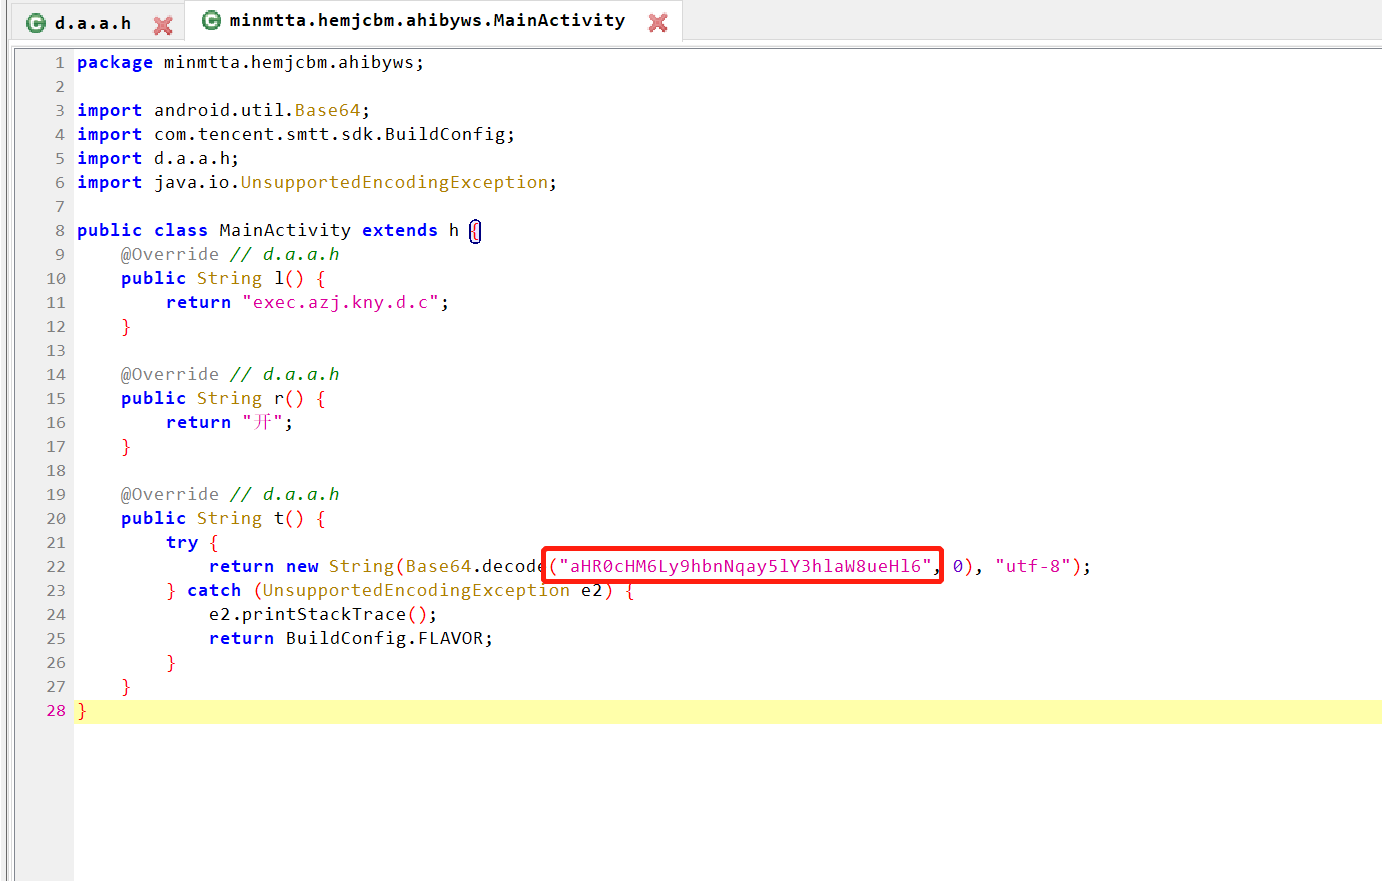 d.a.a.h minmtta.hemjcbm.ahibyws.MainActivity
1 package minmtta.hemjcbm.ahibyws;
2
3 import android.util.Base64;
4 import com.tencent.smtt.sdk.BuildConfig;
5 import d.a.a.h;
6 import java.io.UnsupportedEncodingException;
7
8 public class MainActivity extends h {
9 @Override // d.a.a.h
10 public String l() {
11 return "exec.azj.kny.d.c";
12 }
13
14 @Override // d.a.a.h
15 public String r() {
16 return "开";
17 }
18
19 @Override // d.a.a.h
20 public String t() {
21 try {
22 return new String(Base64.decode("aHR0cHM6Ly9hbnNqay5lY3hlaW8ueHl6", 0), "utf-8");
23 } catch (UnsupportedEncodingException e2) {
24 e2.printStackTrace();
25 return BuildConfig.FLAVOR;
26 }
27 }
28 }